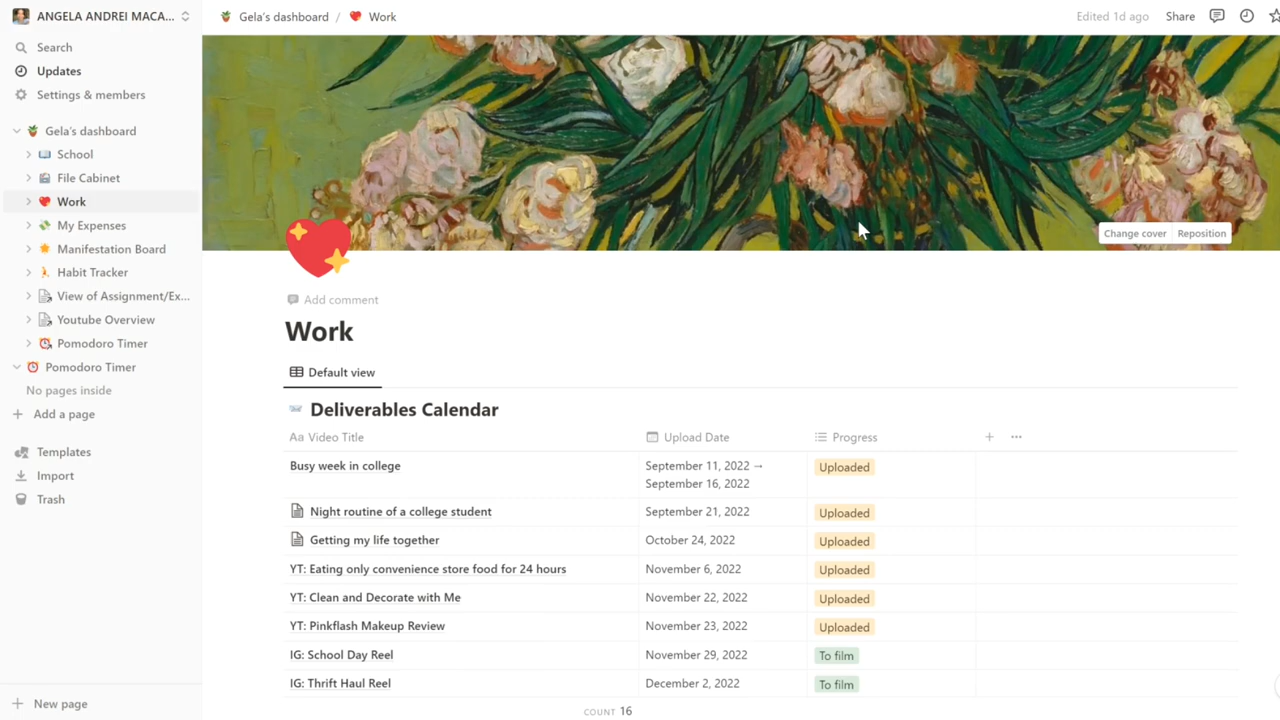 ANGELA ANDREI MACA...
Gela's dashboard / Work
Edited 1d ago
Share
Search
Updates
Settings & members
Gela's dashboard
School
File Cabinet
Work
My Expenses
Manifestation Board
Habit Tracker
View of Assignment/Ex...
Youtube Overview
Pomodoro Timer
Pomodoro Timer
No pages inside
Add a page
Templates
Import
Trash
New page
Change cover Reposition
Add comment
Work
Default view
Deliverables Calendar
Aa Video Title Upload Date Progress
Busy week in college September 11, 2022 → Uploaded
September 16, 2022
Night routine of a college student September 21, 2022 Uploaded
Getting my life together October 24, 2022 Uploaded
YT: Eating only convenience store food for 24 hours November 6, 2022 Uploaded
YT: Clean and Decorate with Me November 22, 2022 Uploaded
YT: Pinkflash Makeup Review November 23, 2022 Uploaded
IG: School Day Reel November 29, 2022 To film
IG: Thrift Haul Reel December 2, 2022 To film
COUNT 16